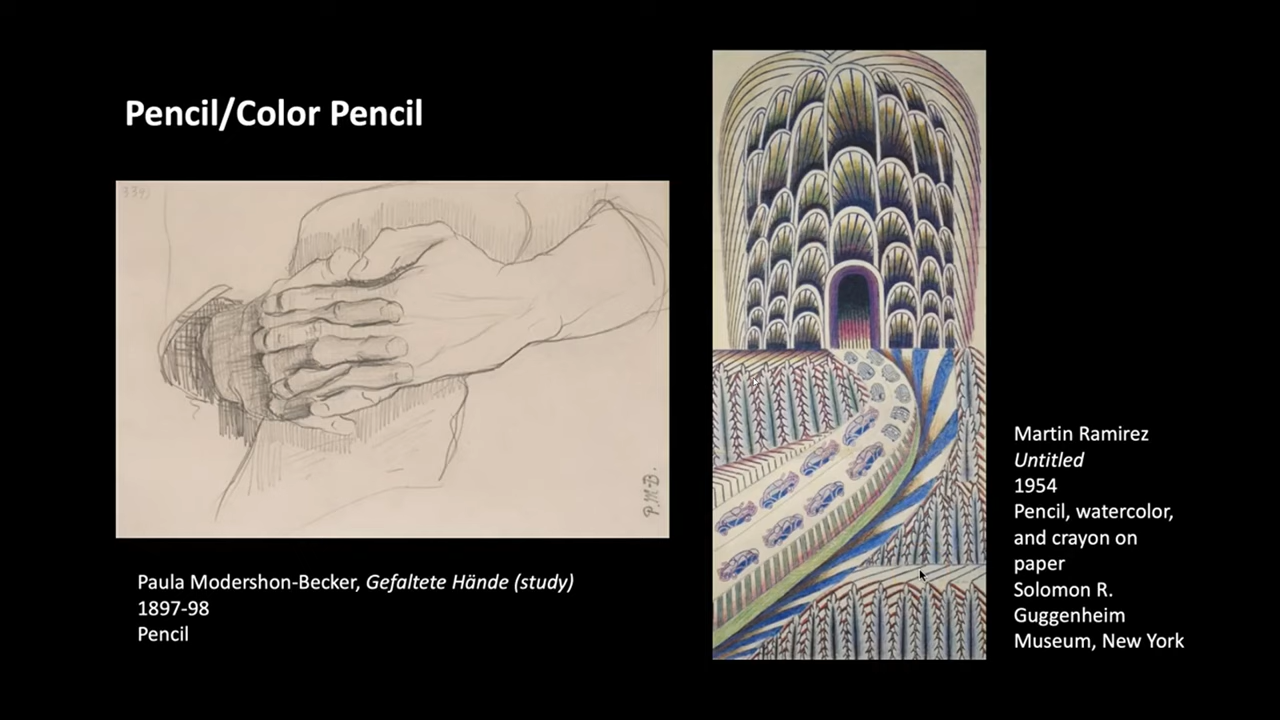 Pencil/Color Pencil
334)
P.M-B.
Paula Modershon-Becker, Gefaltete Hände (study)
1897-98
Pencil
Martin Ramirez
Untitled
1954
Pencil, watercolor,
and crayon on
paper
Solomon R.
Guggenheim
Museum, New York